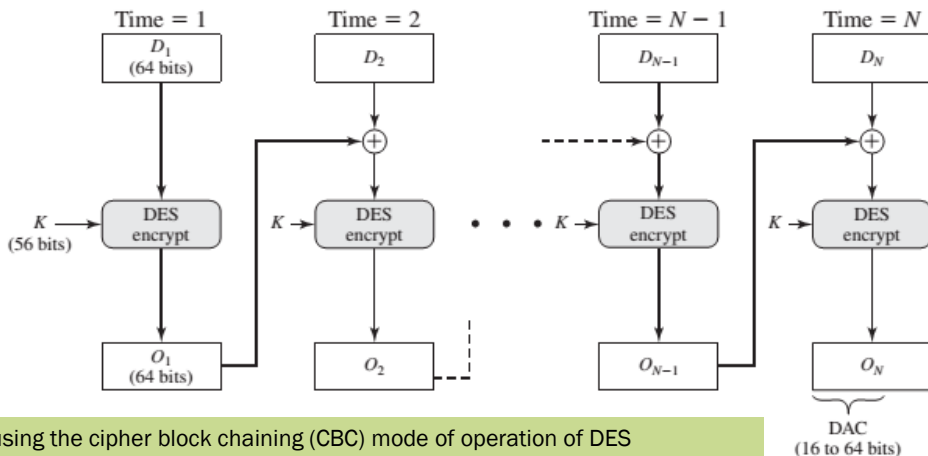 Time = 1 Time = 2 Time = N − 1 Time = N
D₁
(64 bits)
D₂
Dₙ₋₁
Dₙ
+ + +
K
(56 bits)
DES
encrypt
K
DES
encrypt
• • •
K
DES
encrypt
K
DES
encrypt
O₁
(64 bits)
O₂
Oₙ₋₁
Oₙ
using the cipher block chaining (CBC) mode of operation of DES
DAC
(16 to 64 bits)